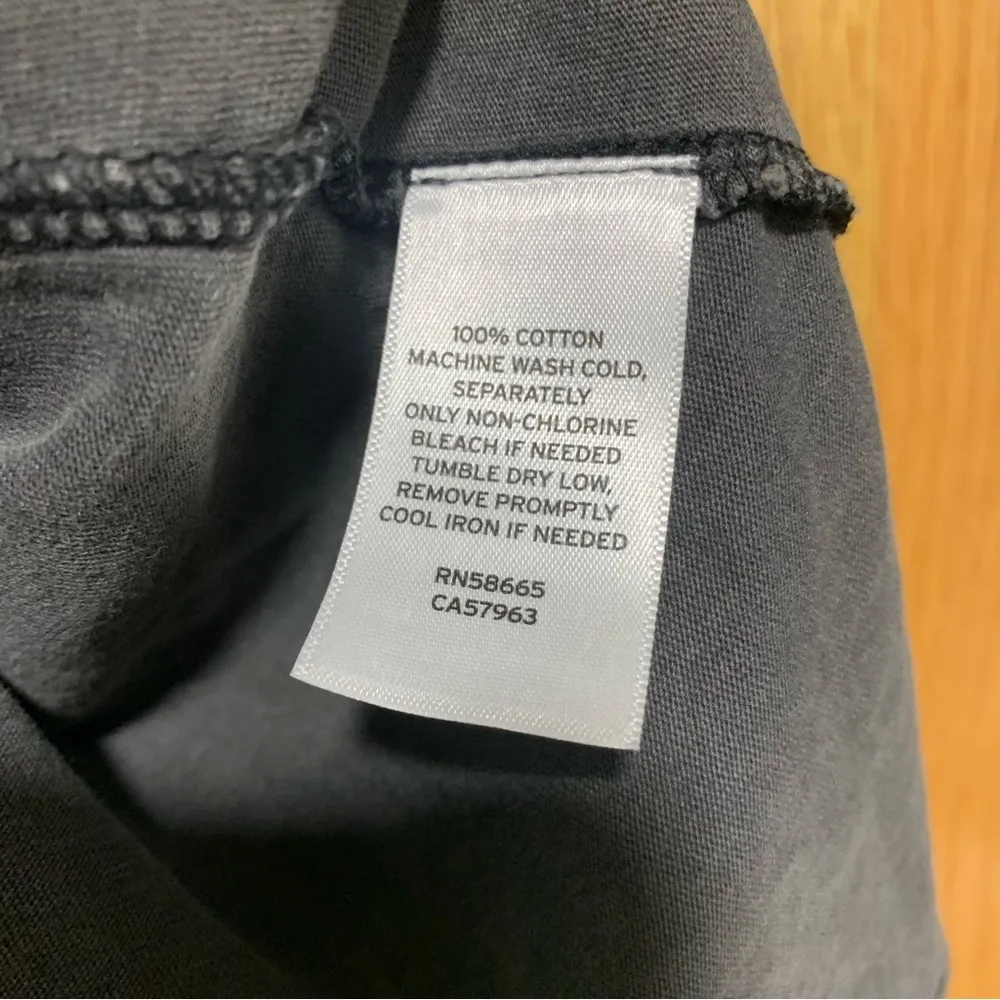 100% COTTON
MACHINE WASH COLD,
SEPARATELY
ONLY NON-CHLORINE
BLEACH IF NEEDED
TUMBLE DRY LOW,
REMOVE PROMPTLY
COOL IRON IF NEEDED
RN58665
CA57963